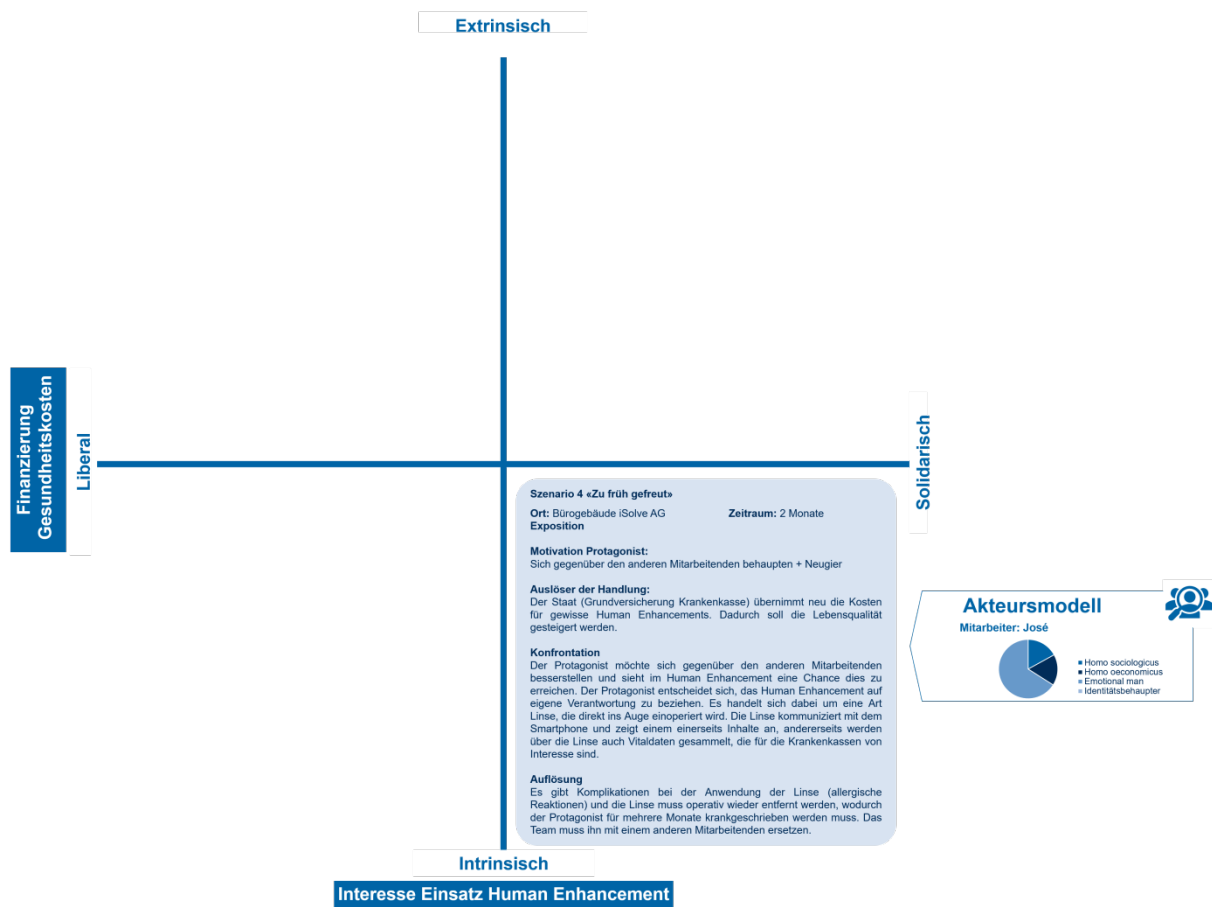 Extrinsisch
Finanzierung
Gesundheitskosten
Liberal
Solidarisch
Szenario 4 «Zu früh gefreut»
Ort: Bürogebäude iSolve AG Zeitraum: 2 Monate
Exposition
Motivation Protagonist:
Sich gegenüber den anderen Mitarbeitenden behaupten + Neugier
Auslöser der Handlung:
Der Staat (Grundversicherung Krankenkasse) übernimmt neu die Kosten
für gewisse Human Enhancements. Dadurch soll die Lebensqualität
gesteigert werden.
Konfrontation
Der Protagonist möchte sich gegenüber den anderen Mitarbeitenden
besserstellen und sieht im Human Enhancement eine Chance dies zu
erreichen. Der Protagonist entscheidet sich, das Human Enhancement auf
eigene Verantwortung zu beziehen. Es handelt sich dabei um eine Art
Linse, die direkt ins Auge einoperiert wird. Die Linse kommuniziert mit dem
Smartphone und zeigt einem einerseits Inhalte an, andererseits werden
über die Linse auch Vitaldaten gesammelt, die für die Krankenkassen von
Interesse sind.
Auflösung
Es gibt Komplikationen bei der Anwendung der Linse (allergische
Reaktionen) und die Linse muss operativ wieder entfernt werden, wodurch
der Protagonist für mehrere Monate krankgeschrieben werden muss. Das
Team muss ihn mit einem anderen Mitarbeitenden ersetzen.
Akteursmodell
Mitarbeiter: José
Homo sociologicus
Homo oeconomicus
Emotional man
Identitätsbehaupter
Intrinsisch
Interesse Einsatz Human Enhancement